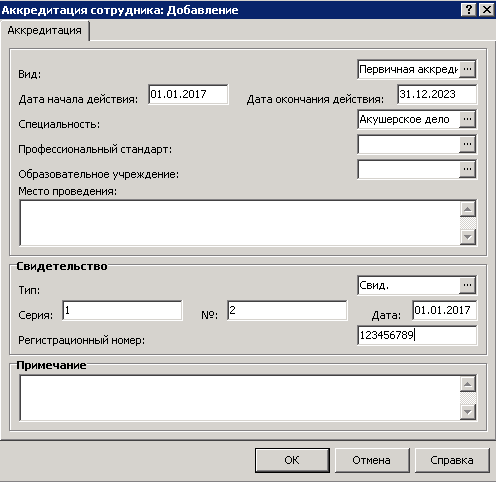 Аккредитация сотрудника: Добавление
Аккредитация
Вид: Первичная аккреди ...
Дата начала действия: 01.01.2017 Дата окончания действия: 31.12.2023
Специальность: Акушерское дело ...
Профессиональный стандарт: ...
Образовательное учреждение: ...
Место проведения:
Свидетельство
Тип: Свид. ...
Серия: 1 №: 2 Дата: 01.01.2017
Регистрационный номер: 123456789
Примечание
ОК Отмена Справка